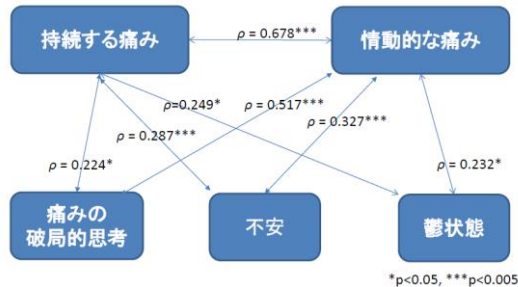 持続する痛み
ρ = 0.678***
情動的な痛み
ρ=0.249*
ρ = 0.517***
ρ = 0.287***
ρ = 0.327***
ρ = 0.224*
ρ = 0.232*
痛みの
破局的思考
不安
鬱状態
*p<0.05, ***p<0.005